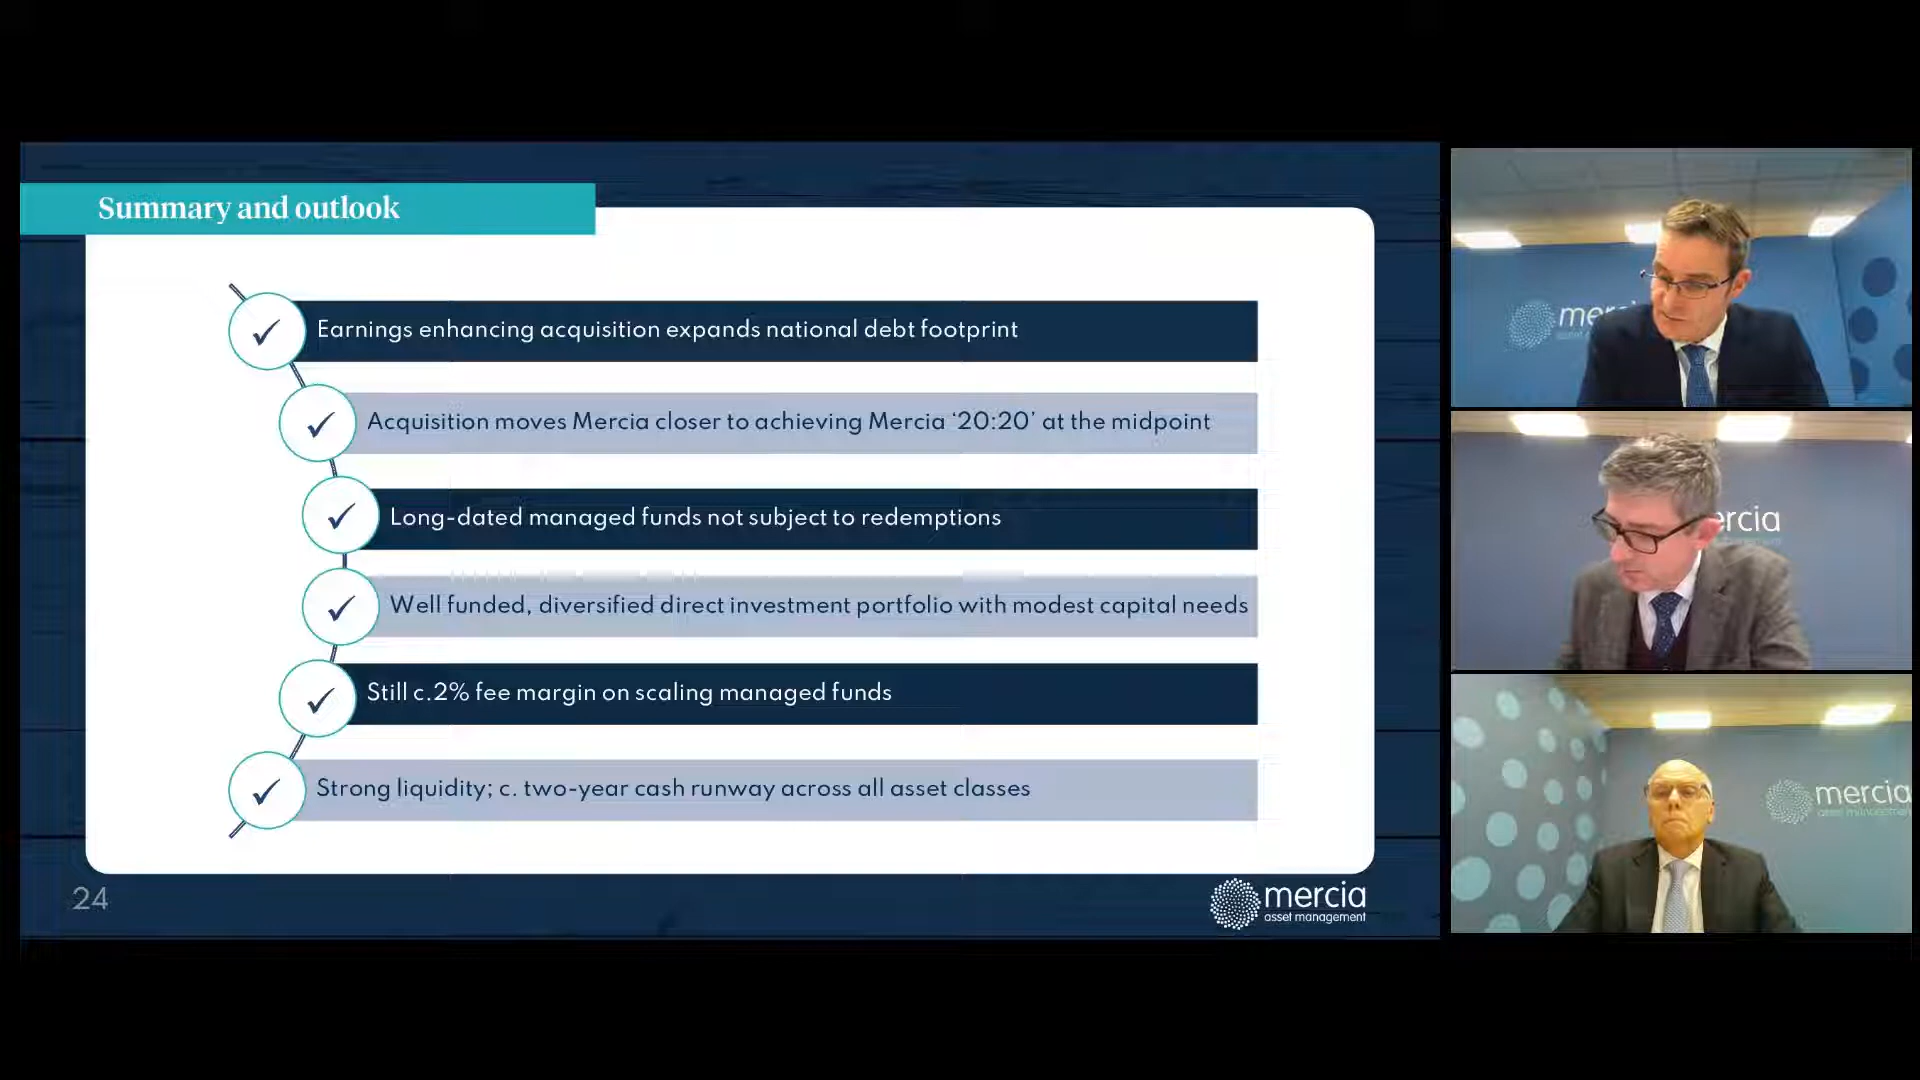 Summary and outlook
Earnings enhancing acquisition expands national debt footprint
Acquisition moves Mercia closer to achieving Mercia ‘20:20’ at the midpoint
Long-dated managed funds not subject to redemptions
Well funded, diversified direct investment portfolio with modest capital needs
Still c.2% fee margin on scaling managed funds
Strong liquidity; c. two-year cash runway across all asset classes
24
mercia
asset management
mer
ercia
mercia
asset management